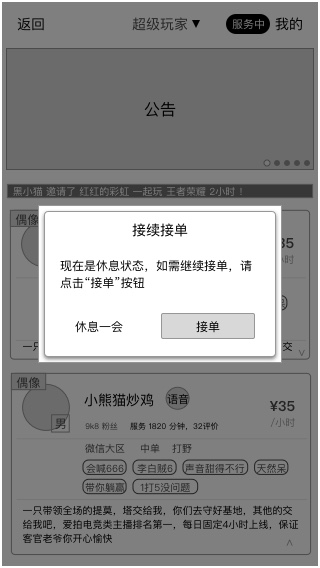 返回 超级玩家 ▼ 服务中 我的
公告
黑小猫 邀请了 红红的彩虹 一起玩 王者荣耀 2小时！
偶像
接续接单
现在是休息状态，如需继续接单，请
点击“接单”按钮
休息一会 接单
一只 交
偶像
小熊猫炒鸡 语音
¥35
男
9k8 粉丝 服务 1820 分钟，32评价
/小时
微信大区 中单 打野
会喊666 李白贼6 声音甜得不行 天然呆
带你躺赢 1打5没问题
一只带领全场的提莫，塔交给我，你们去守好基地，其他的交
给我吧，爱拍电竞类主播排名第一，每日固定4小时上线，保证
客官老爷你开心愉快